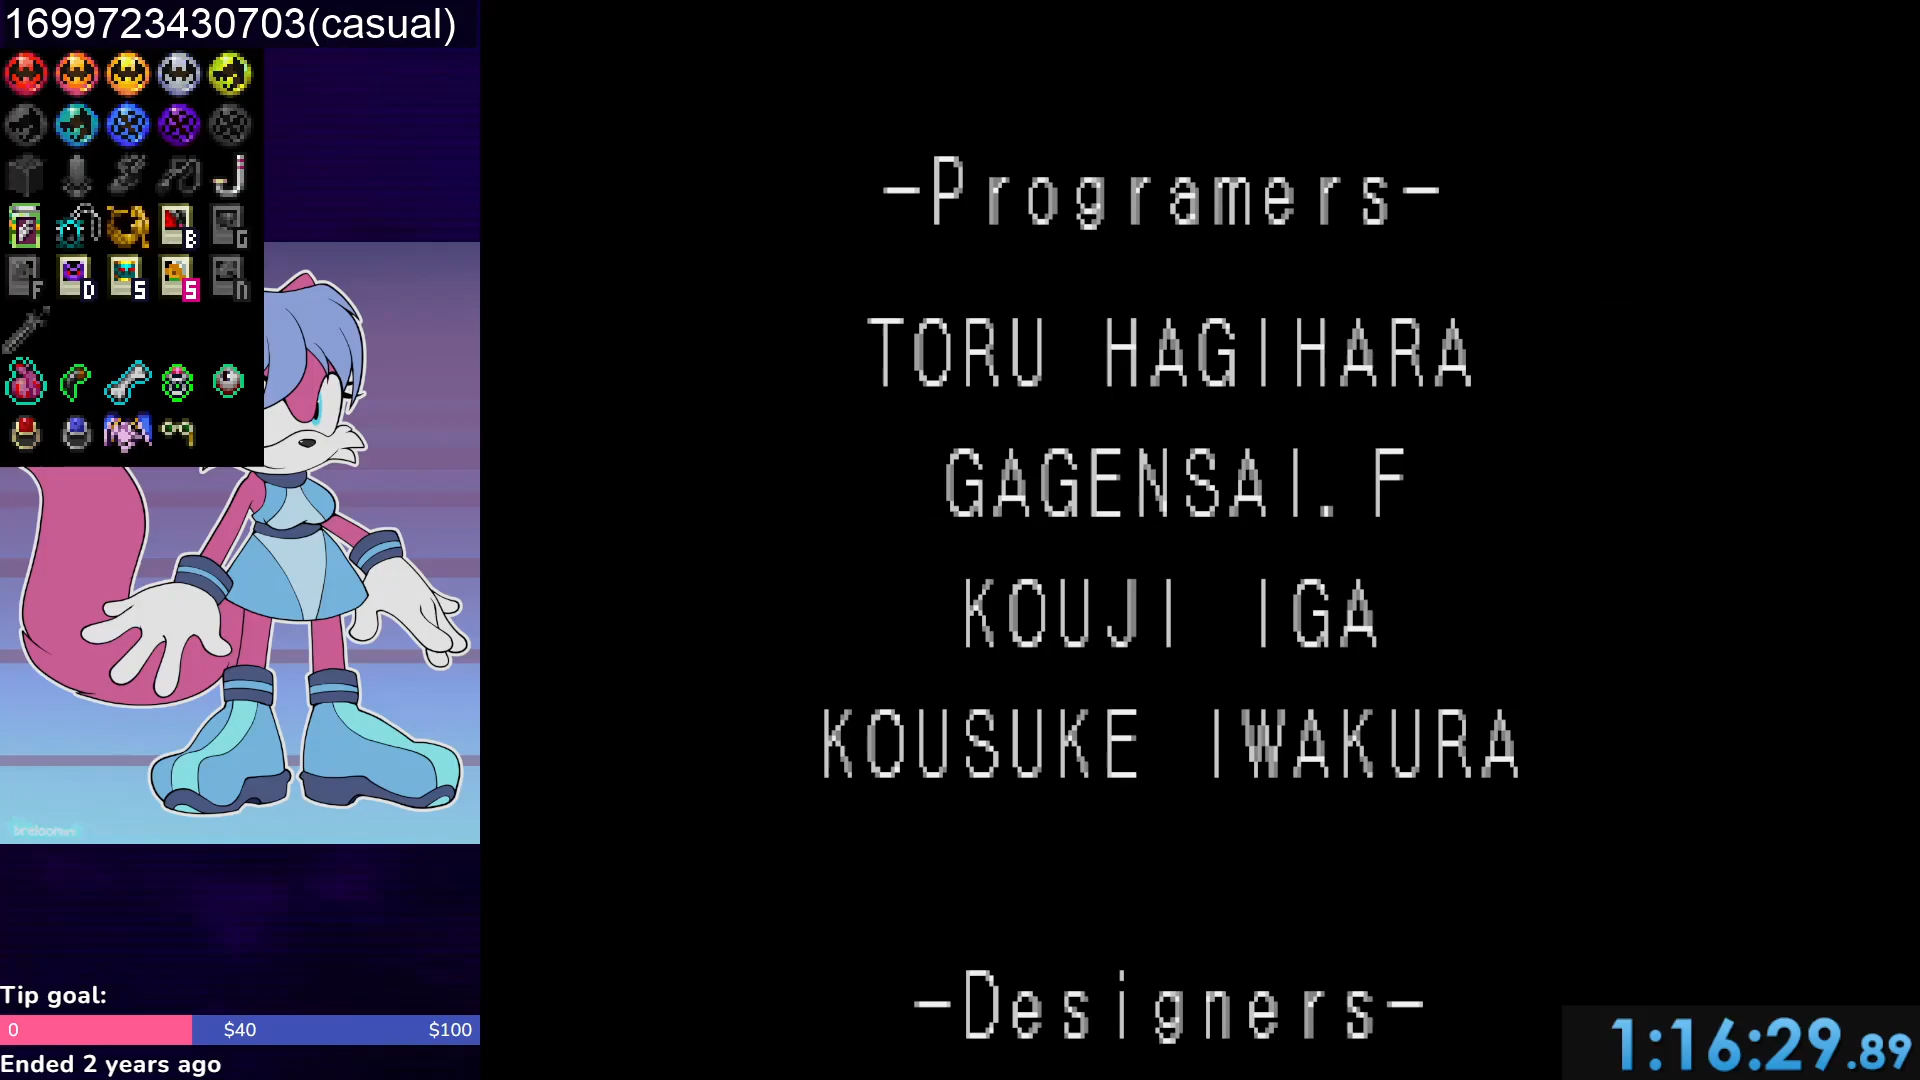 1699723430703(casual)
B
G
F
D
S
S
n
Tip goal:
0 $40 $100
Ended 2 years ago
-Programers-
TORU HAGIHARA
GAGENSAI.F
KOUJI IGA
KOUSUKE IWAKURA
-Designers-
1:16:29.89